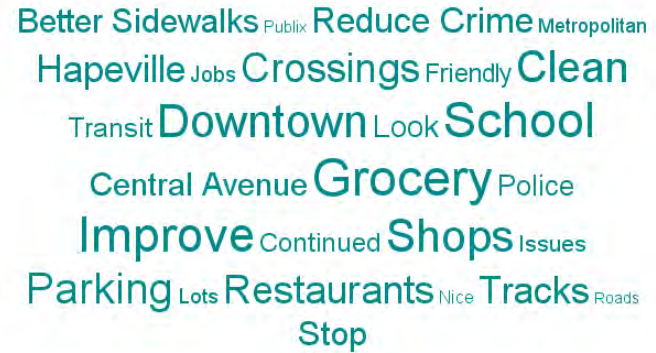 Better Sidewalks Publix Reduce Crime Metropolitan
Hapeville Jobs Crossings Friendly Clean
Transit Downtown Look School
Central Avenue Grocery Police
Improve Continued Shops Issues
Parking Lots Restaurants Nice Tracks Roads
Stop